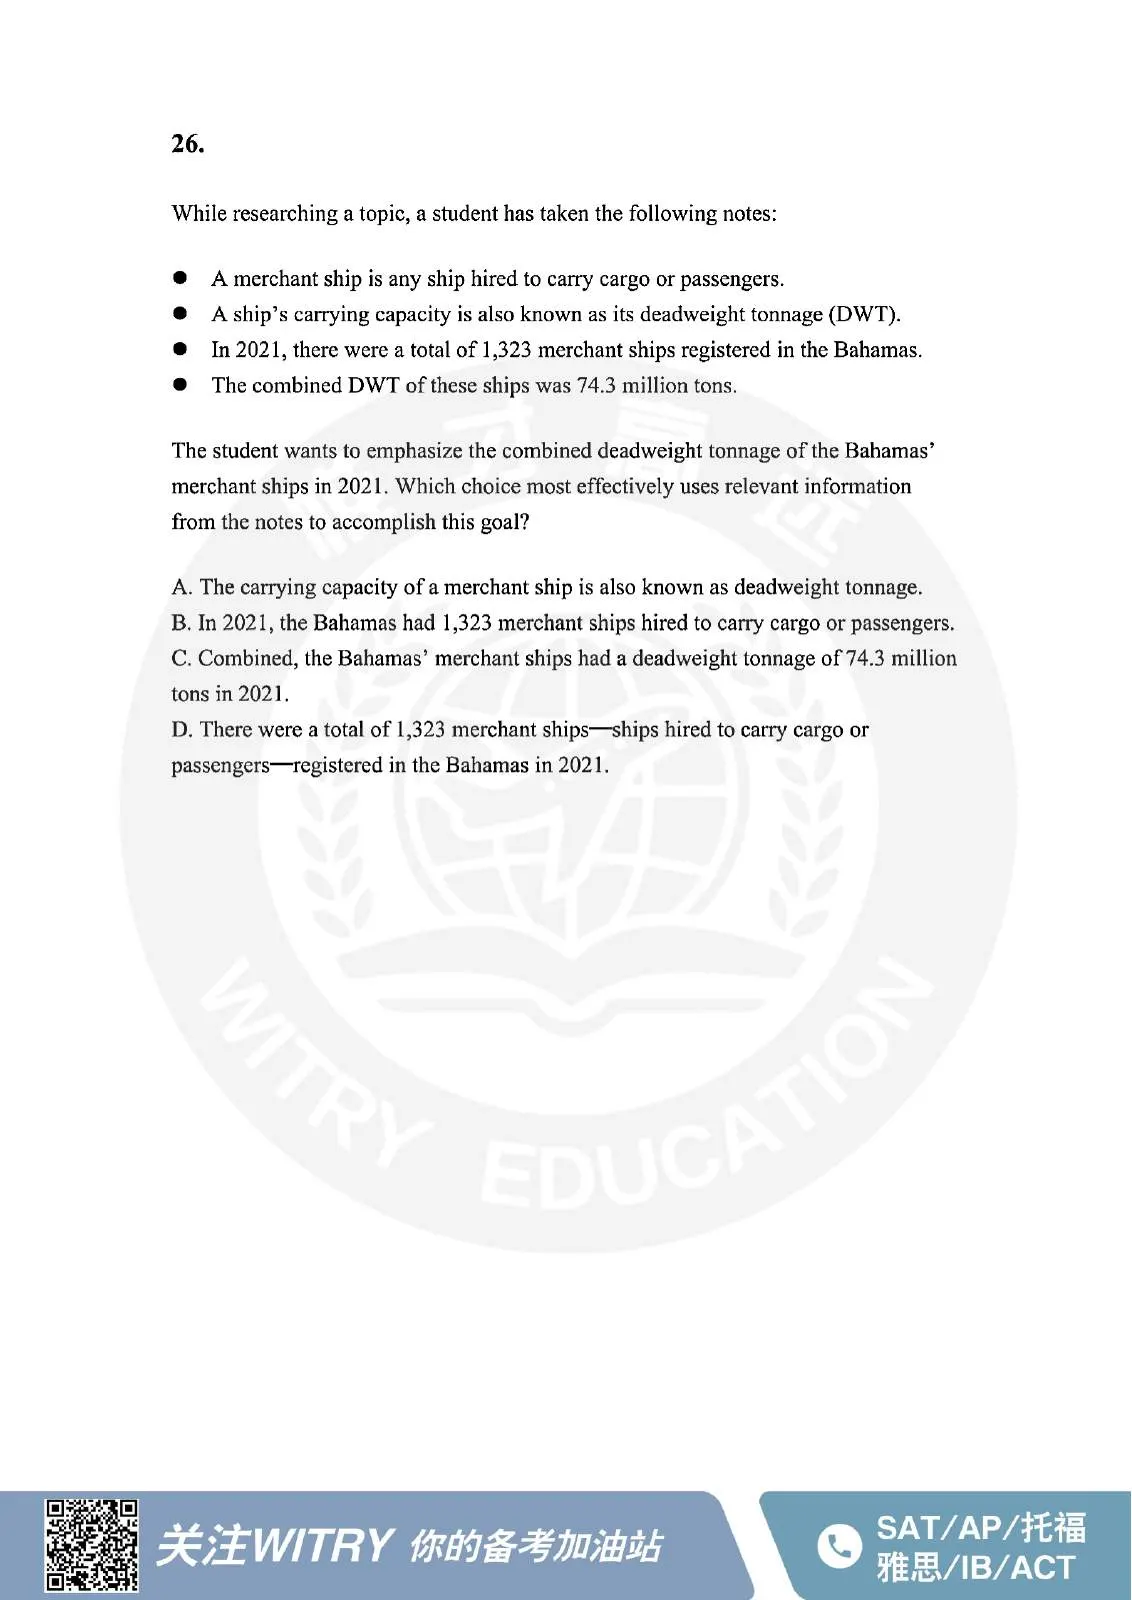 26.
While researching a topic, a student has taken the following notes:
● A merchant ship is any ship hired to carry cargo or passengers.
● A ship's carrying capacity is also known as its deadweight tonnage (DWT).
● In 2021, there were a total of 1,323 merchant ships registered in the Bahamas.
● The combined DWT of these ships was 74.3 million tons.
The student wants to emphasize the combined deadweight tonnage of the Bahamas'
merchant ships in 2021. Which choice most effectively uses relevant information
from the notes to accomplish this goal?
A. The carrying capacity of a merchant ship is also known as deadweight tonnage.
B. In 2021, the Bahamas had 1,323 merchant ships hired to carry cargo or passengers.
C. Combined, the Bahamas' merchant ships had a deadweight tonnage of 74.3 million
tons in 2021.
D. There were a total of 1,323 merchant ships—ships hired to carry cargo or
passengers—registered in the Bahamas in 2021.
WITRY EDUCATION
关注WITRY 你的备考加油站
SAT/AP/托福
雅思/IB/ACT